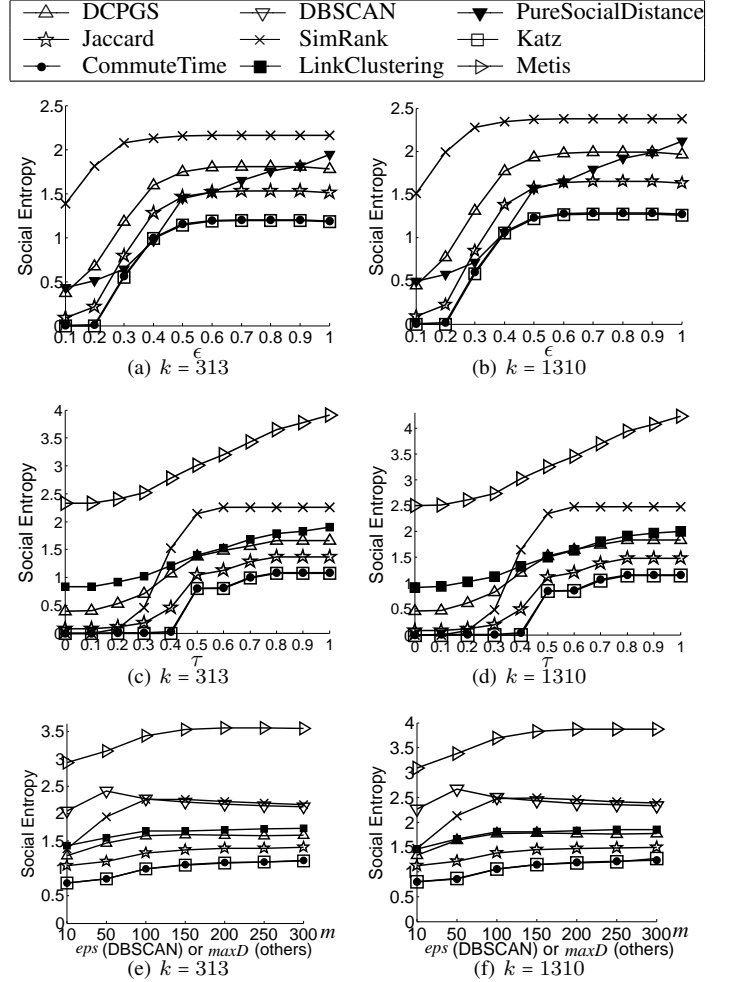 DCPGS DBSCAN PureSocialDistance
Jaccard SimRank Katz
CommuteTime LinkClustering Metis
2.5
2
1.5
1
0.5
0
Social Entropy
0.1 0.2 0.3 0.4 0.5 0.6 0.7 0.8 0.9 1
ϵ
(a) k = 313
2.5
2
1.5
1
0.5
0
Social Entropy
0.1 0.2 0.3 0.4 0.5 0.6 0.7 0.8 0.9 1
ϵ
(b) k = 1310
4
3.5
3
2.5
2
1.5
1
0.5
0
Social Entropy
0 0.1 0.2 0.3 0.4 0.5 0.6 0.7 0.8 0.9 1
τ
(c) k = 313
4
3.5
3
2.5
2
1.5
1
0.5
0
Social Entropy
0 0.1 0.2 0.3 0.4 0.5 0.6 0.7 0.8 0.9 1
τ
(d) k = 1310
3.5
3
2.5
2
1.5
1
0.5
0
Social Entropy
10 50 100 150 200 250 300 m
eps (DBSCAN) or maxD (others)
(e) k = 313
4
3.5
3
2.5
2
1.5
1
0.5
0
Social Entropy
10 50 100 150 200 250 300 m
eps (DBSCAN) or maxD (others)
(f) k = 1310